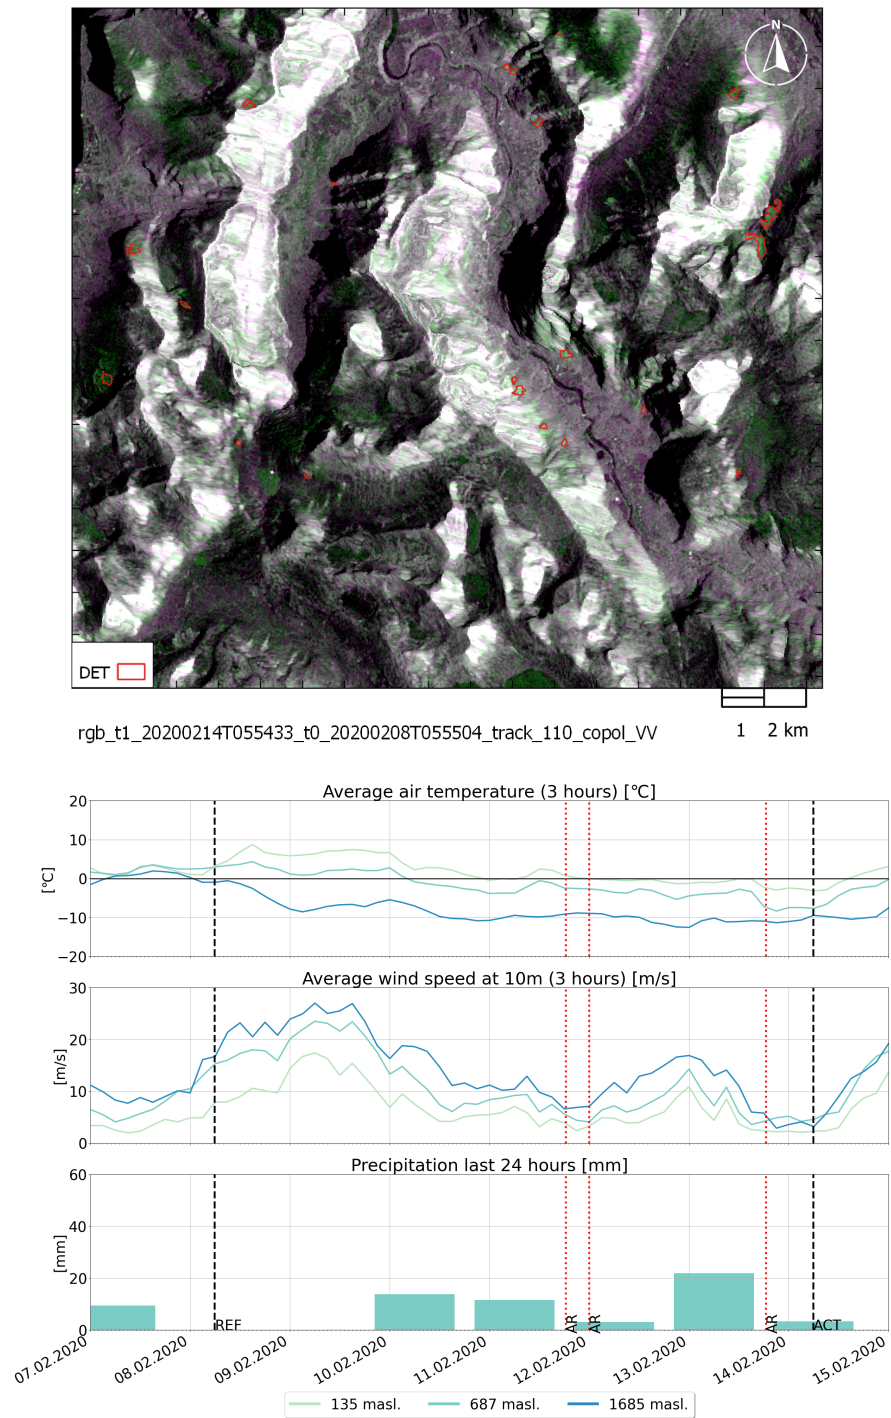 N
DET
rgb_t1_20200214T055433_t0_20200208T055504_track_110_copol_VV
1 2 km
Average air temperature (3 hours) [℃]
20
10
0
−10
−20
[℃]
Average wind speed at 10m (3 hours) [m/s]
30
20
10
0
[m/s]
Precipitation last 24 hours [mm]
60
40
20
0
[mm]
REF
AR
AR
AR
ACT
07.02.2020
08.02.2020
09.02.2020
10.02.2020
11.02.2020
12.02.2020
13.02.2020
14.02.2020
15.02.2020
135 masl.
687 masl.
1685 masl.